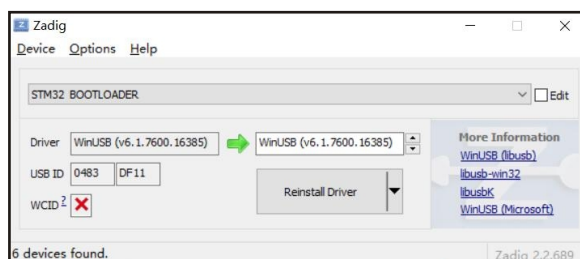 Zadig
Device Options Help
STM32 BOOTLOADER
Edit
Driver WinUSB (v6.1.7600.16385) WinUSB (v6.1.7600.16385)
USB ID 0483 DF11
WCID ?
Reinstall Driver
More Information
WinUSB (libusb)
libusb-win32
libusbK
WinUSB (Microsoft)
6 devices found.
Zadig 2.2.689